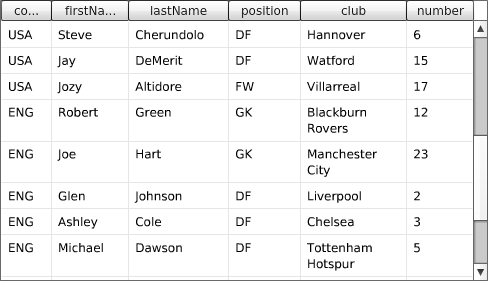 co... firstNa... lastName position club number
USA Steve Cherundolo DF Hannover 6
USA Jay DeMerit DF Watford 15
USA Jozy Altidore FW Villarreal 17
ENG Robert Green GK Blackburn 12
Rovers
ENG Joe Hart GK Manchester 23
City
ENG Glen Johnson DF Liverpool 2
ENG Ashley Cole DF Chelsea 3
ENG Michael Dawson DF Tottenham 5
Hotspur